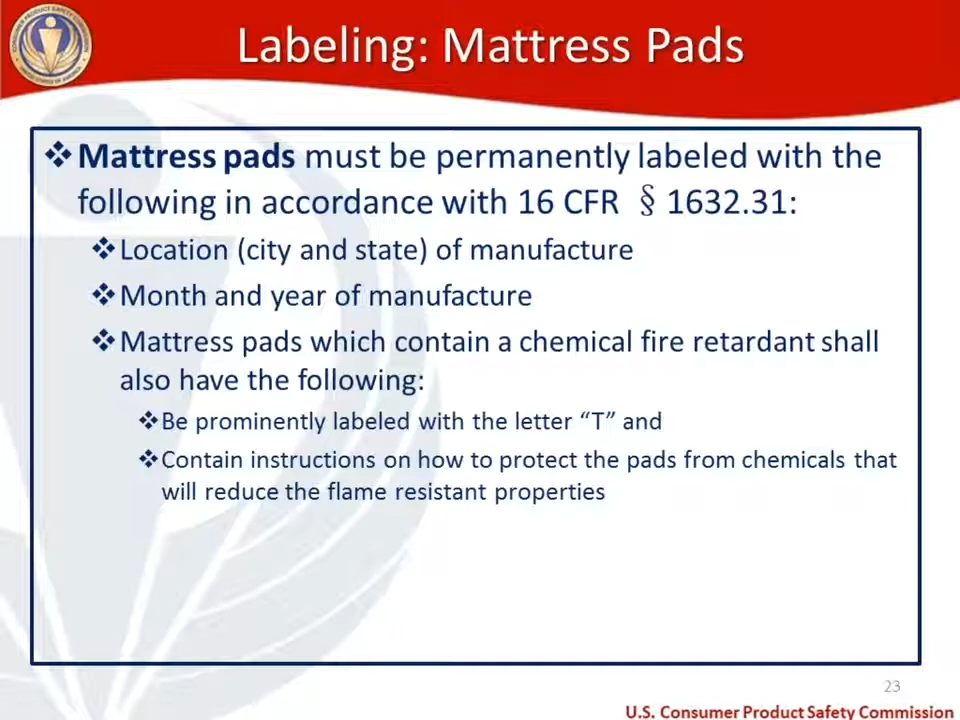 Labeling: Mattress Pads
❖Mattress pads must be permanently labeled with the
following in accordance with 16 CFR § 1632.31:
❖Location (city and state) of manufacture
❖Month and year of manufacture
❖Mattress pads which contain a chemical fire retardant shall
also have the following:
❖Be prominently labeled with the letter “T” and
❖Contain instructions on how to protect the pads from chemicals that
will reduce the flame resistant properties
23
U.S. Consumer Product Safety Commission